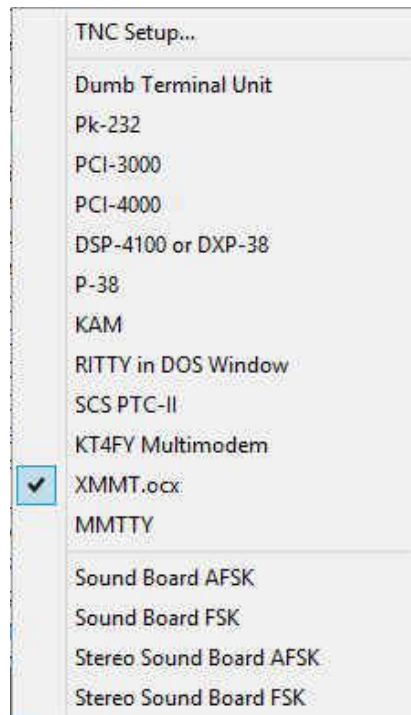 TNC Setup...
Dumb Terminal Unit
Pk-232
PCI-3000
PCI-4000
DSP-4100 or DXP-38
P-38
KAM
RITTY in DOS Window
SCS PTC-II
KT4FY Multimodem
XMMT.ocx
MMTTY
Sound Board AFSK
Sound Board FSK
Stereo Sound Board AFSK
Stereo Sound Board FSK